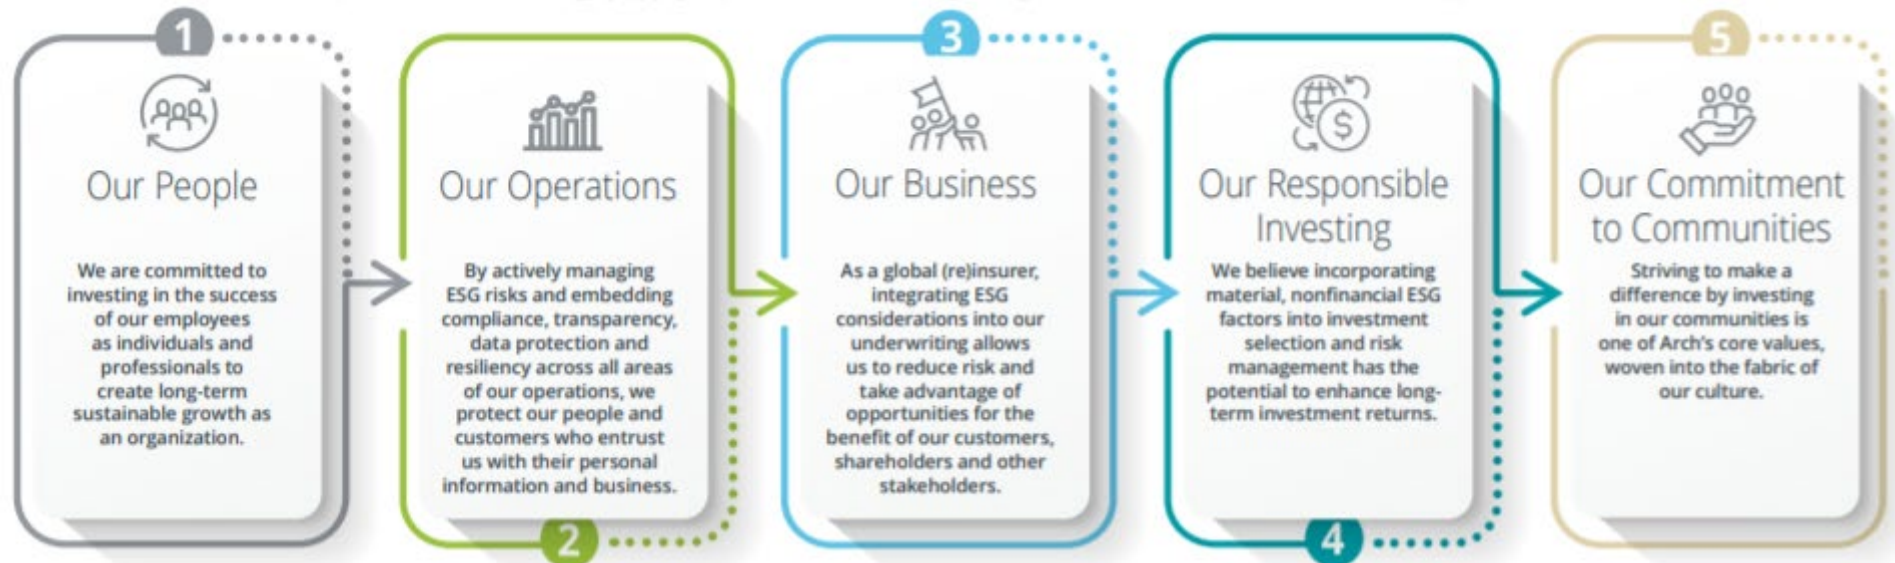 1
Our People
We are committed to
investing in the success
of our employees
as individuals and
professionals to
create long-term
sustainable growth as
an organization.
2
Our Operations
By actively managing
ESG risks and embedding
compliance, transparency,
data protection and
resiliency across all areas
of our operations, we
protect our people and
customers who entrust
us with their personal
information and business.
3
Our Business
As a global (re)insurer,
integrating ESG
considerations into our
underwriting allows
us to reduce risk and
take advantage of
opportunities for the
benefit of our customers,
shareholders and other
stakeholders.
4
Our Responsible
Investing
We believe incorporating
material, nonfinancial ESG
factors into investment
selection and risk
management has the
potential to enhance long-
term investment returns.
5
Our Commitment
to Communities
Striving to make a
difference by investing
in our communities is
one of Arch's core values,
woven into the fabric of
our culture.